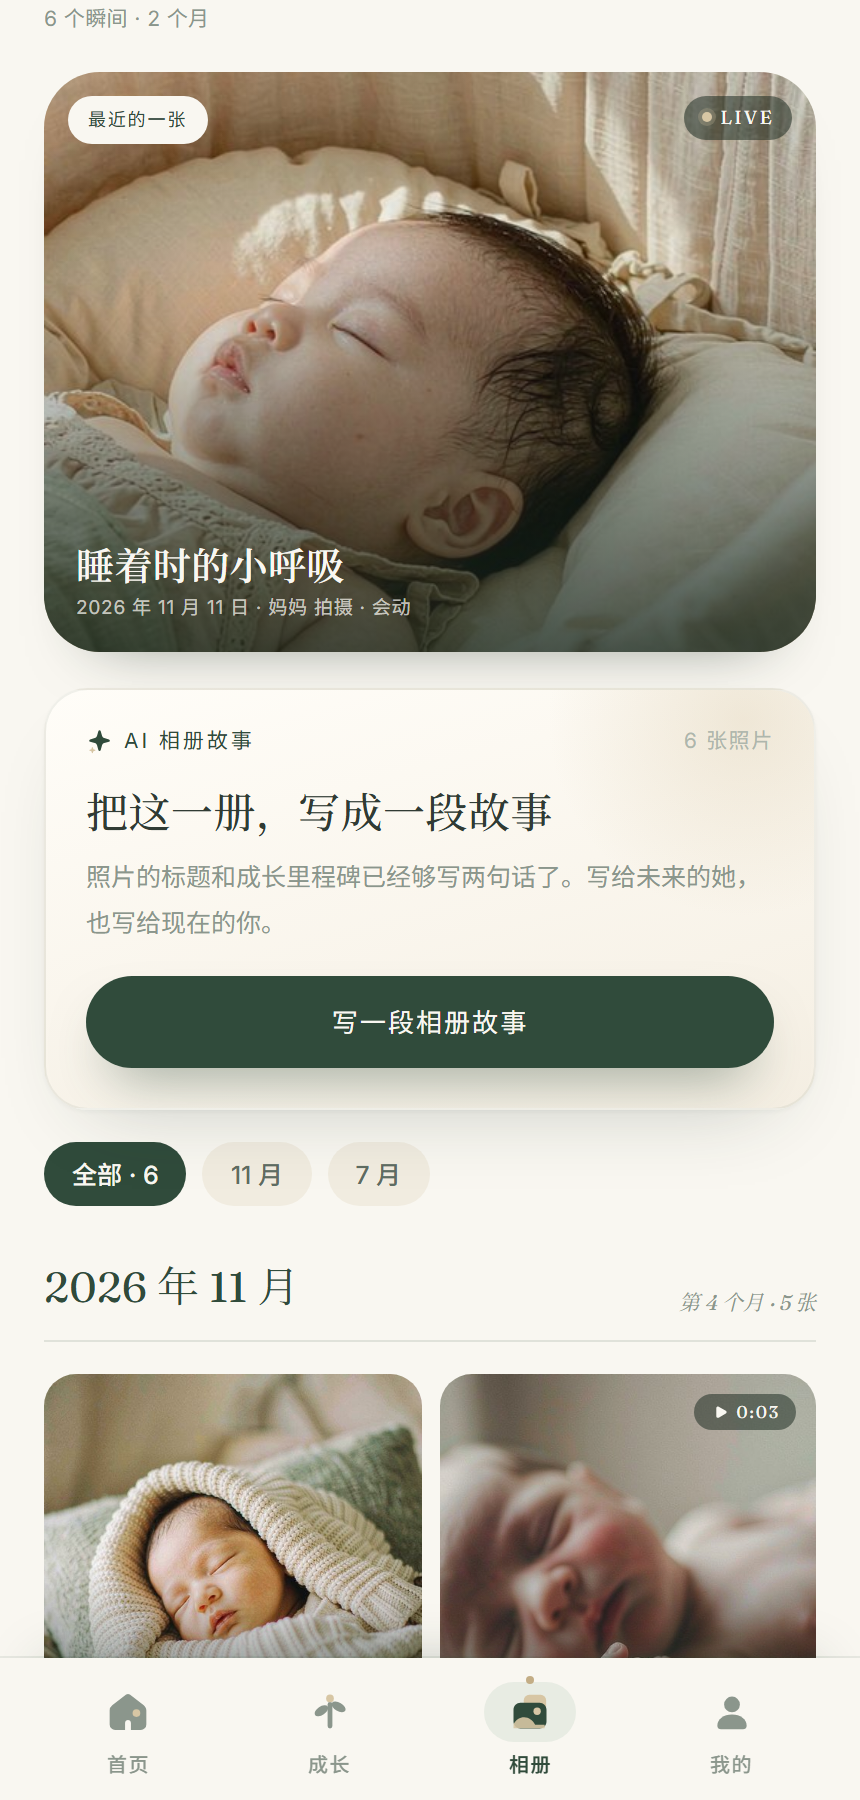 6 个瞬间 · 2 个月
最近的一张
LIVE
睡着时的小呼吸
2026 年 11 月 11 日 · 妈妈 拍摄 · 会动
AI 相册故事
6 张照片
把这一册，写成一段故事
照片的标题和成长里程碑已经够写两句话了。写给未来的她，
也写给现在的你。
写一段相册故事
全部 · 6
11 月
7 月
2026 年 11 月
第 4 个月 · 5 张
0:03
首页
成长
相册
我的